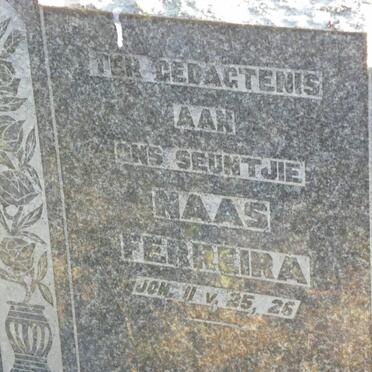 TER GEDAGTENIS
AAN
ONS SEUNTJIE
NAAS
FERREIRA
JOH. 11 v. 25, 26